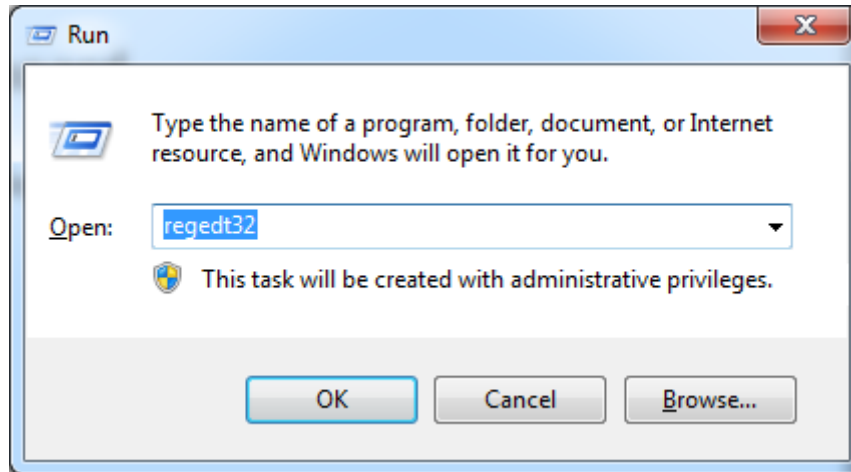 Run
Type the name of a program, folder, document, or Internet
resource, and Windows will open it for you.
Open: regedt32
This task will be created with administrative privileges.
OK Cancel Browse...